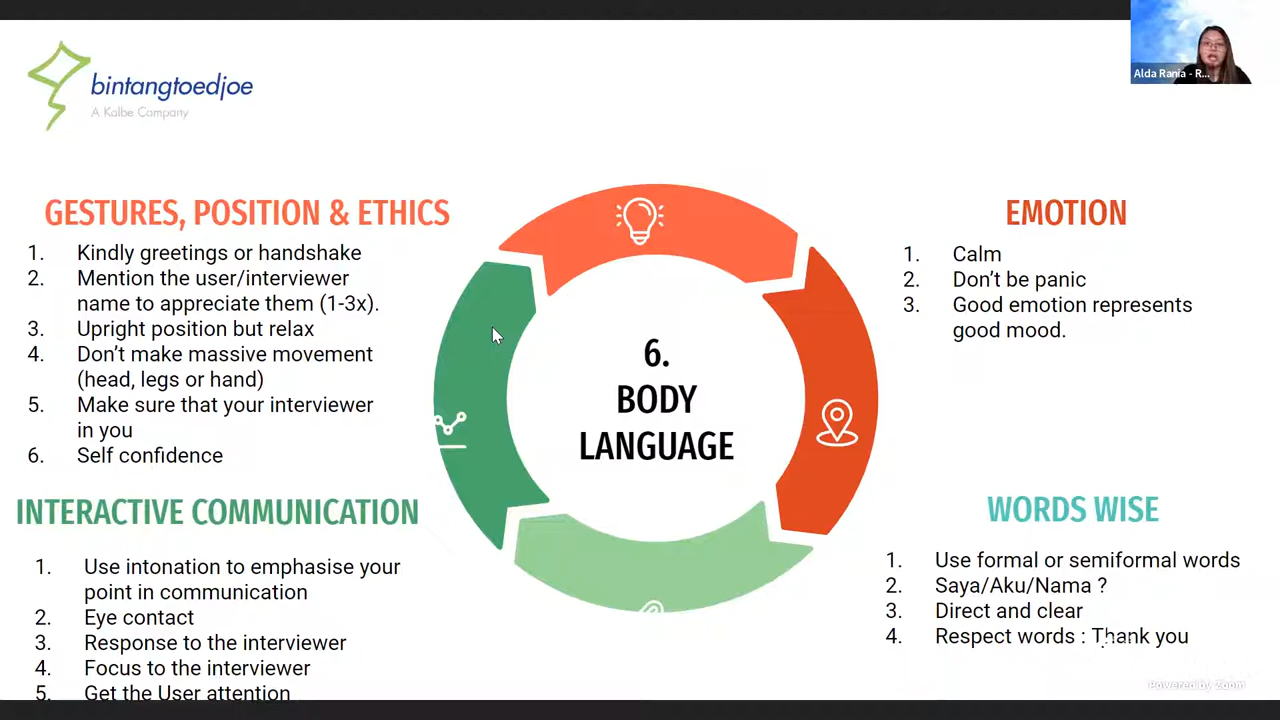 bintangtoedjoe
A Kalbe Company
Alda Rania - R...
GESTURES, POSITION & ETHICS
1. Kindly greetings or handshake
2. Mention the user/interviewer
name to appreciate them (1-3x).
3. Upright position but relax
4. Don't make massive movement
(head, legs or hand)
5. Make sure that your interviewer
in you
6. Self confidence
EMOTION
1. Calm
2. Don't be panic
3. Good emotion represents
good mood.
6.
BODY
LANGUAGE
INTERACTIVE COMMUNICATION
1. Use intonation to emphasise your
point in communication
2. Eye contact
3. Response to the interviewer
4. Focus to the interviewer
5. Get the User attention
WORDS WISE
1. Use formal or semiformal words
2. Saya/Aku/Nama ?
3. Direct and clear
4. Respect words : Thank you
Powered by Zoom